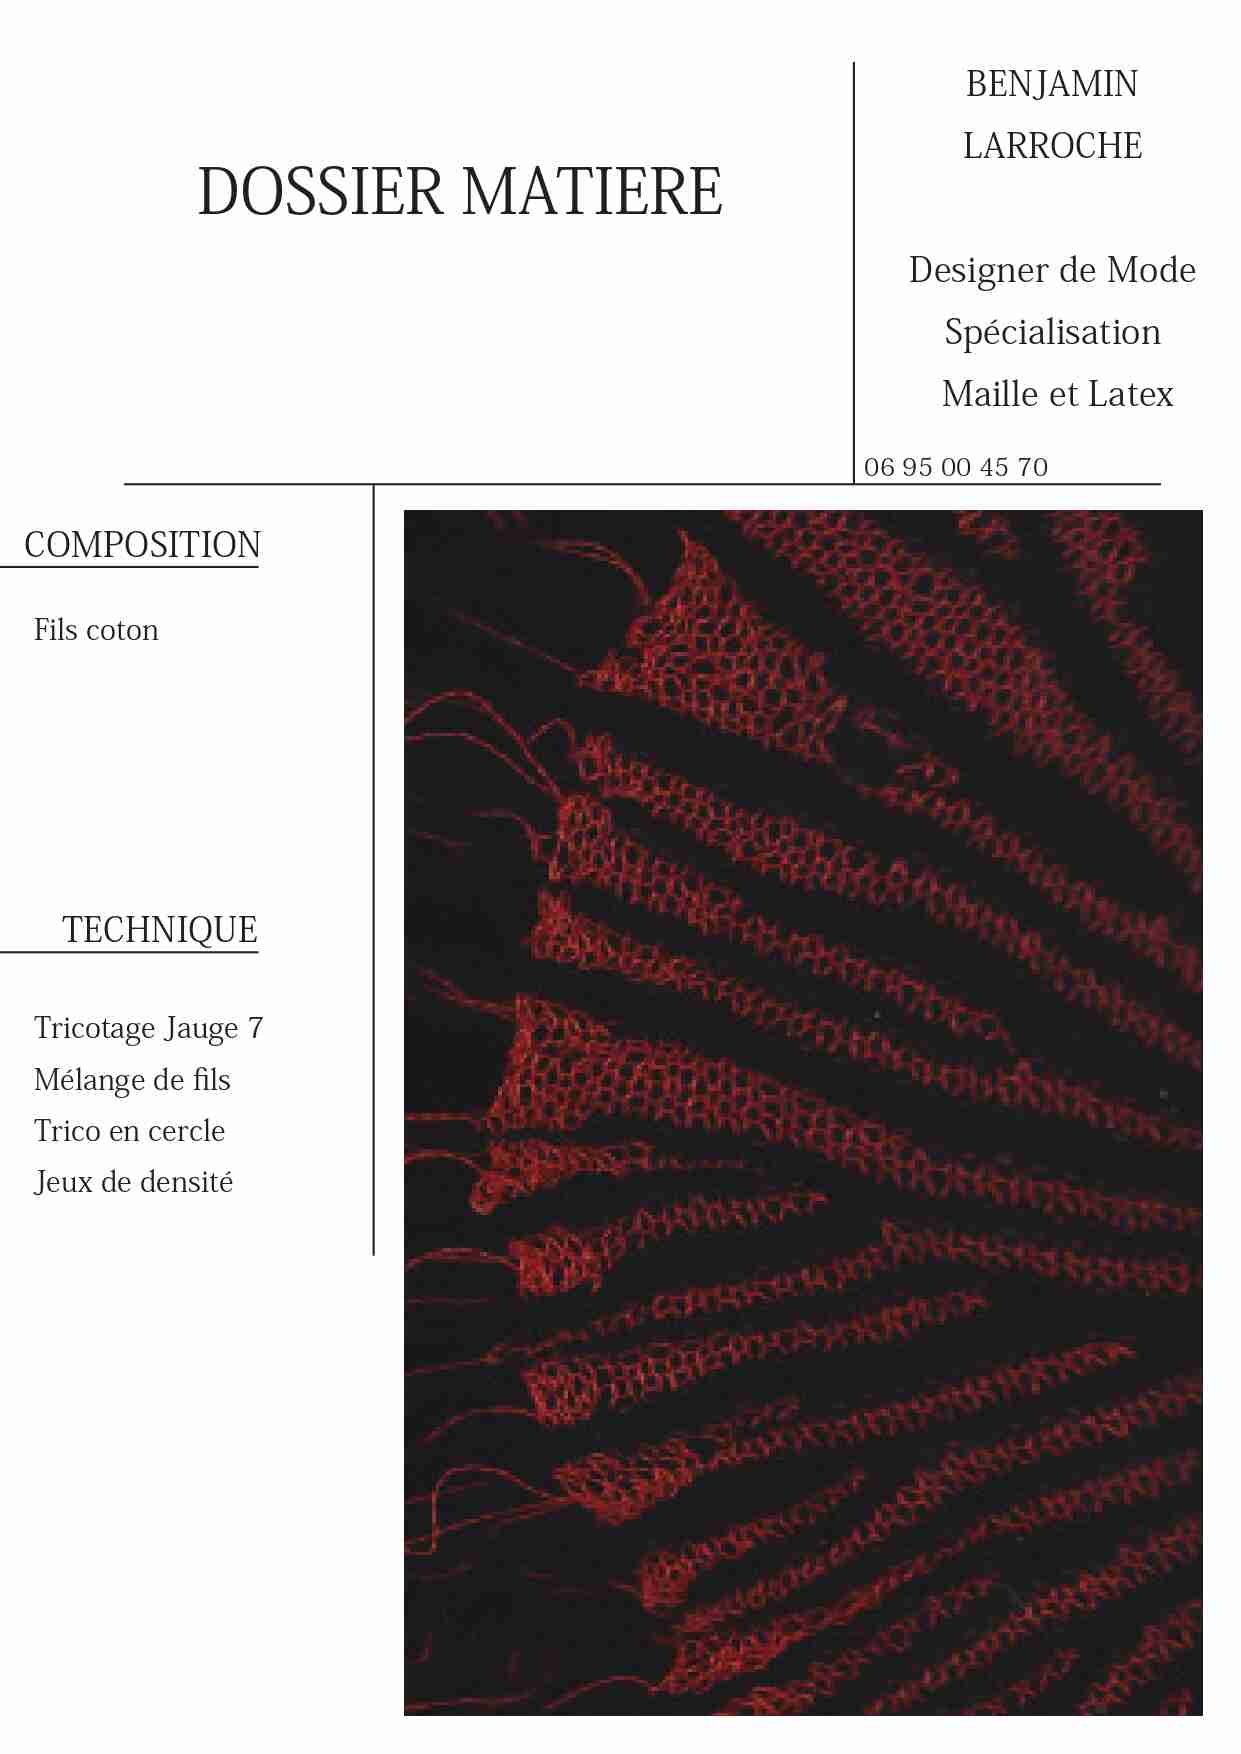 DOSSIER MATIERE
BENJAMIN
LARROCHE
Designer de Mode
Spécialisation
Maille et Latex
06 95 00 45 70
COMPOSITION
Fils coton
TECHNIQUE
Tricotage Jauge 7
Mélange de fils
Trico en cercle
Jeux de densité